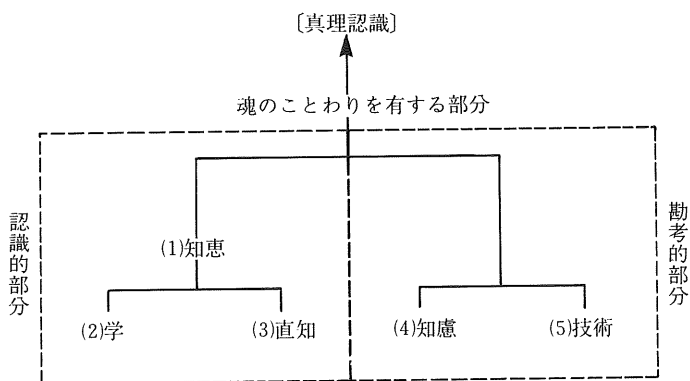 〔真理認識〕
魂のことわりを有する部分
認識的部分
勘考的部分
(1)知恵
(2)学
(3)直知
(4)知慮
(5)技術